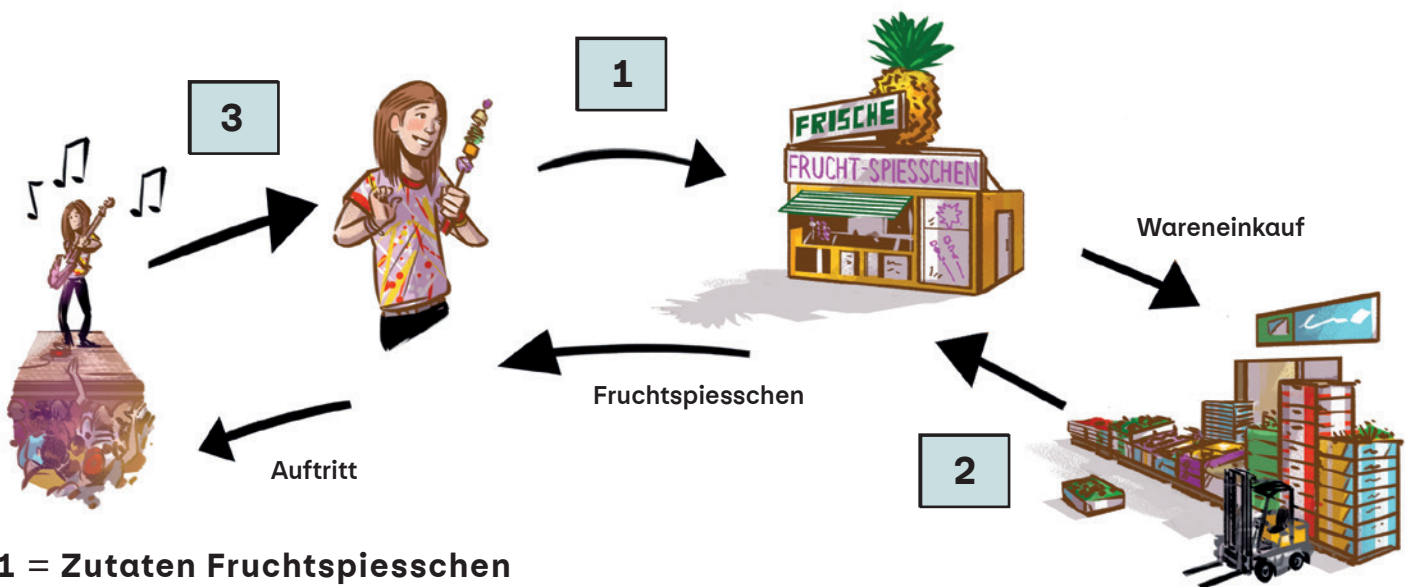 1
3
FRISCHE
FRUCHT-SPIESSCHEN
Wareneinkauf
Fruchtspiesschen
Auftritt
2
1 = Zutaten Fruchtspiesschen